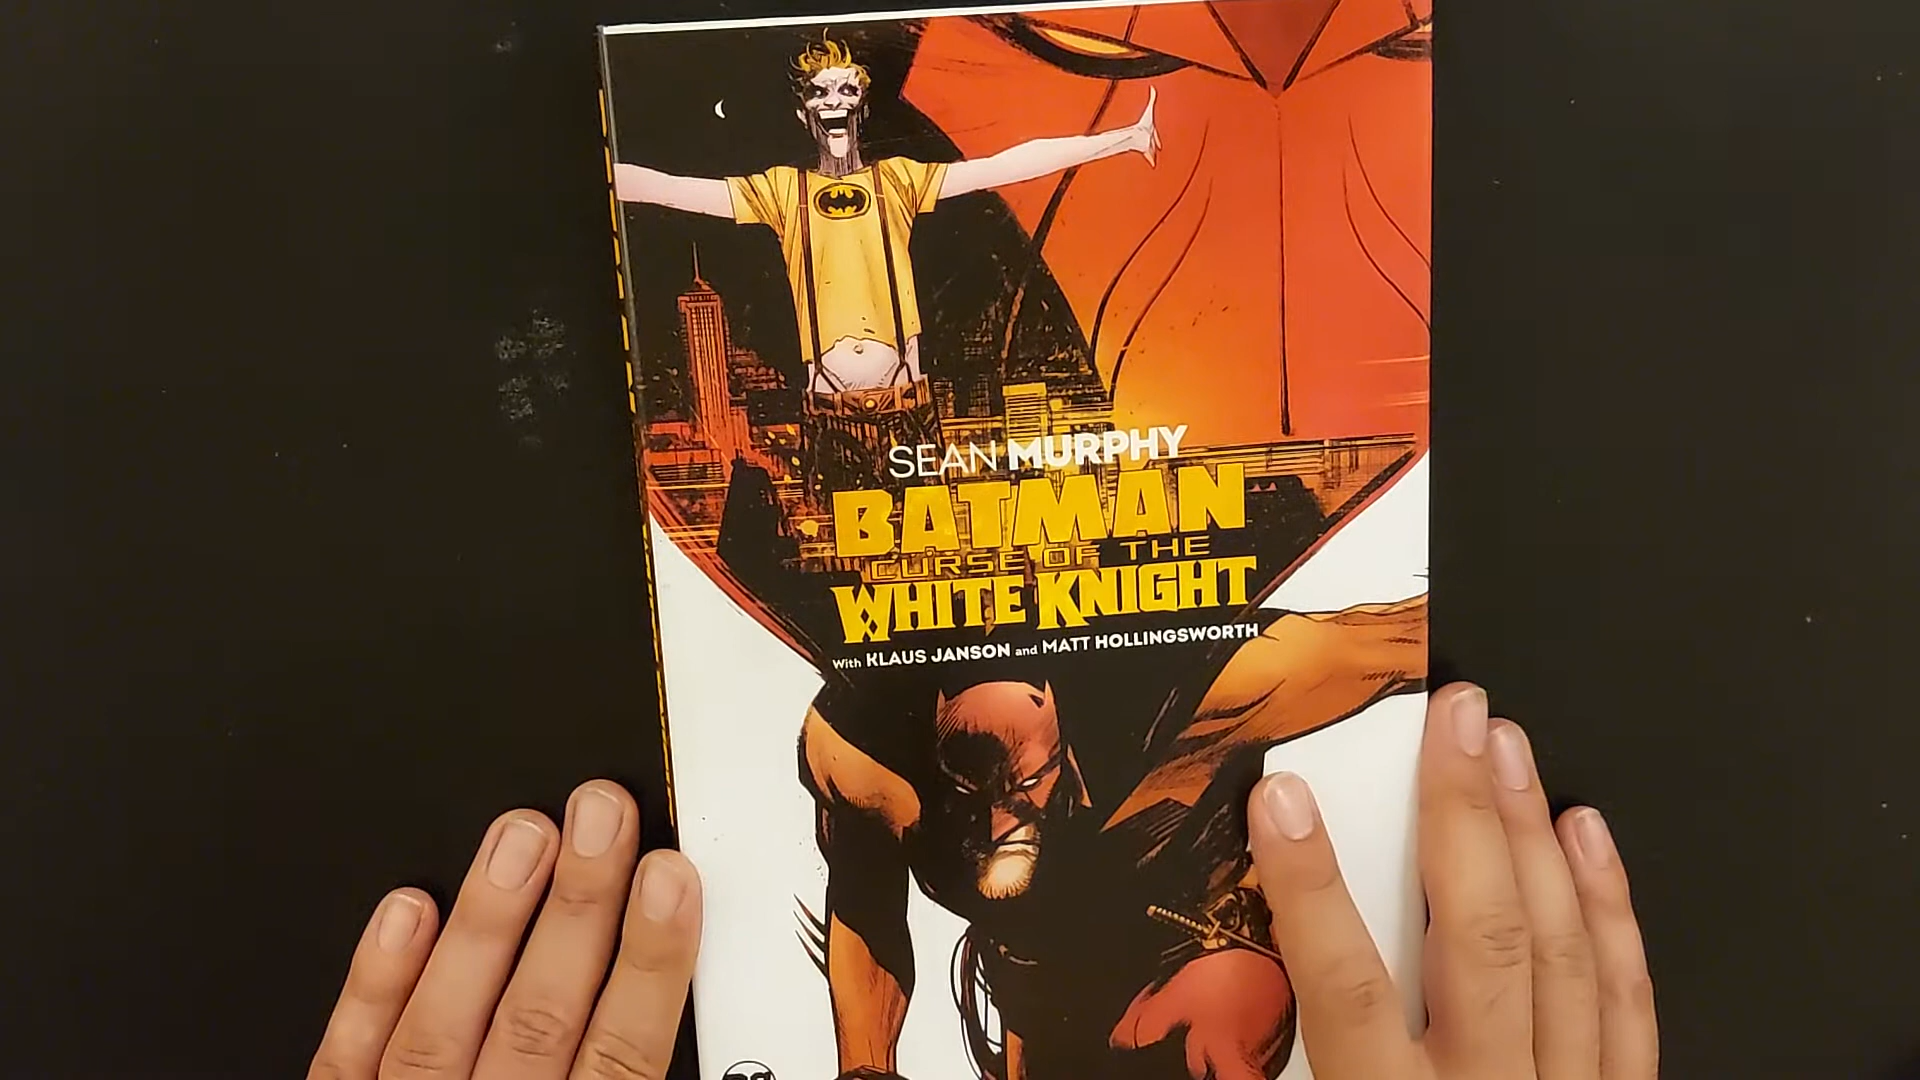 SEAN MURPHY
BATMAN
CURSE OF THE
WHITE KNIGHT
With KLAUS JANSON and MATT HOLLINGSWORTH